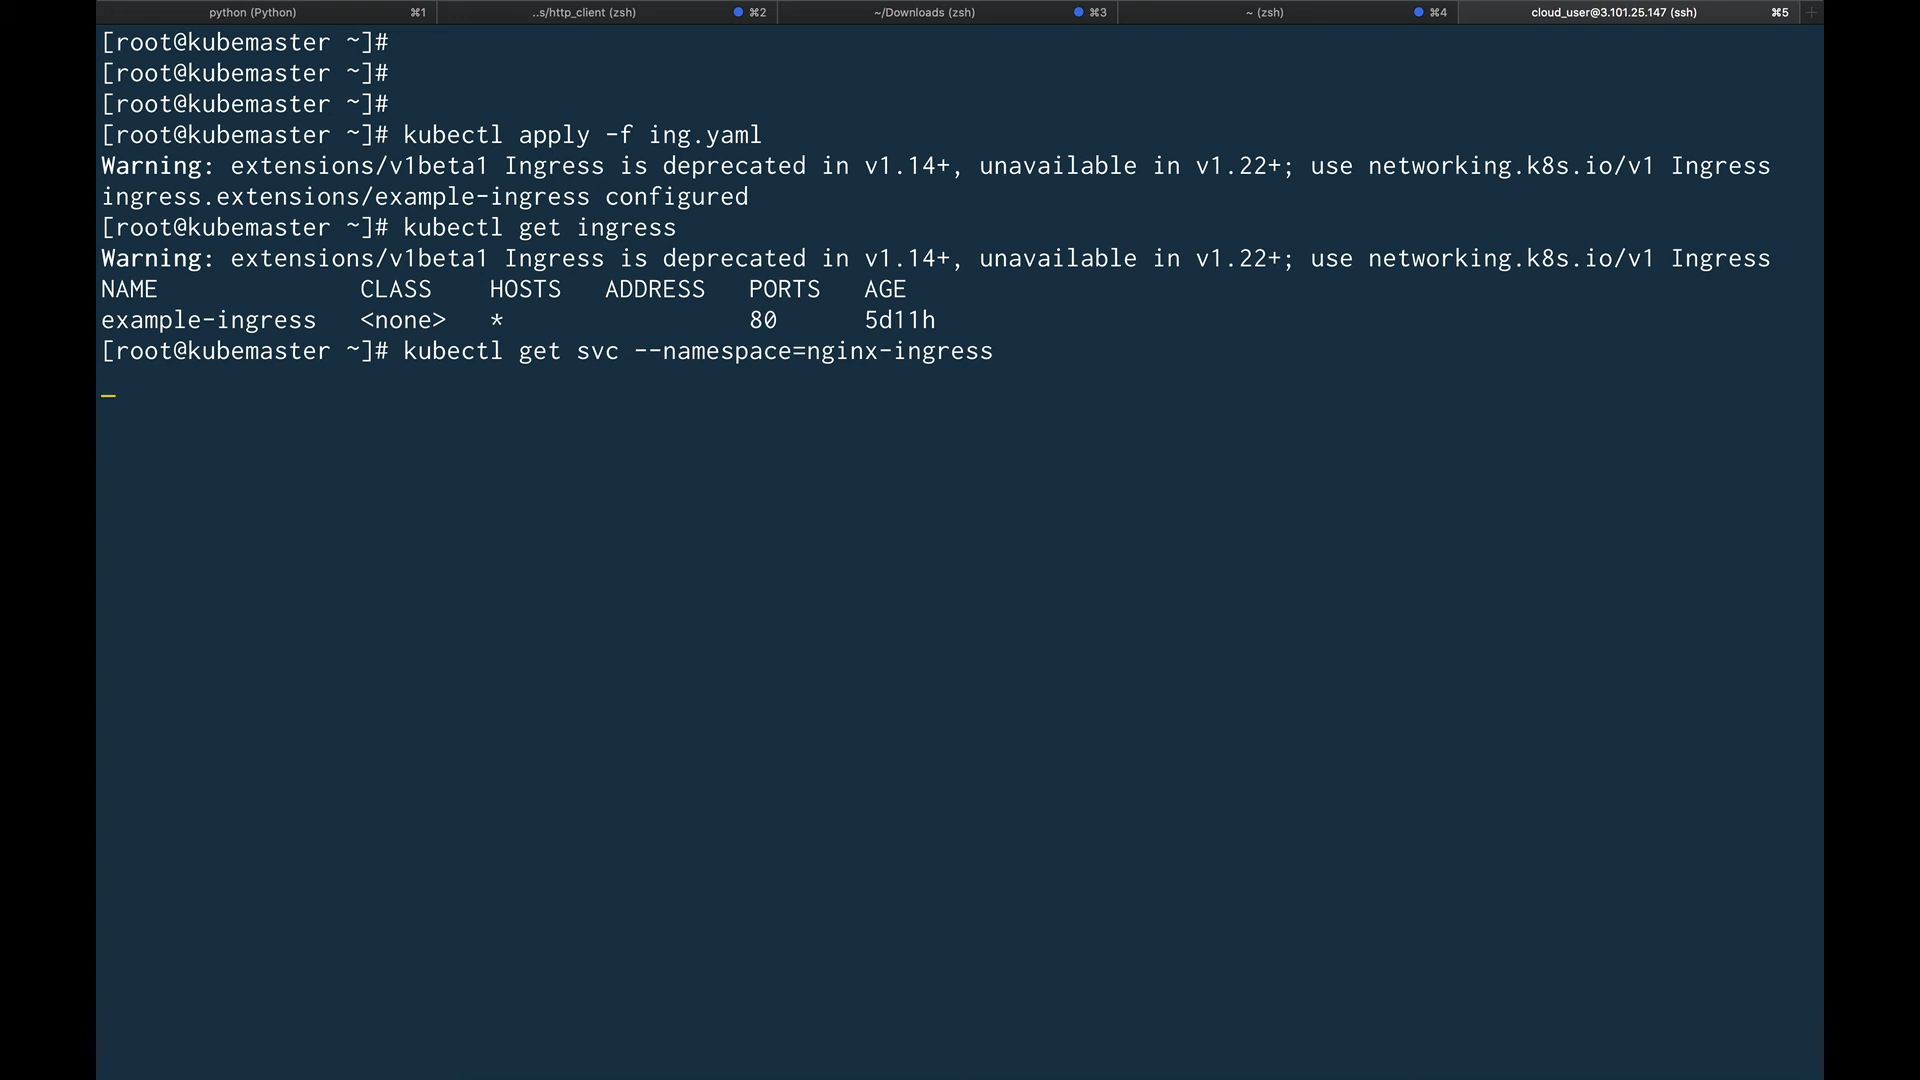 python (Python) ⌘1 ..s/http_client (zsh) ⌘2 ~/Downloads (zsh) ⌘3 ~ (zsh) ⌘4 cloud_user@3.101.25.147 (ssh) ⌘5 +
[root@kubemaster ~]#
[root@kubemaster ~]#
[root@kubemaster ~]#
[root@kubemaster ~]# kubectl apply -f ing.yaml
Warning: extensions/v1beta1 Ingress is deprecated in v1.14+, unavailable in v1.22+; use networking.k8s.io/v1 Ingress
ingress.extensions/example-ingress configured
[root@kubemaster ~]# kubectl get ingress
Warning: extensions/v1beta1 Ingress is deprecated in v1.14+, unavailable in v1.22+; use networking.k8s.io/v1 Ingress
NAME CLASS HOSTS ADDRESS PORTS AGE
example-ingress <none> * 80 5d11h
[root@kubemaster ~]# kubectl get svc --namespace=nginx-ingress